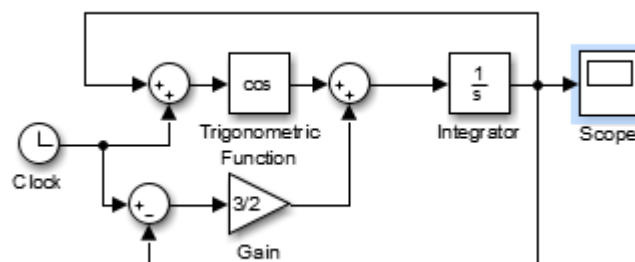 +
+
cos
+
+
1
s
Trigonometric
Function
Integrator
Scope
Clock
+
−
3/2
Gain